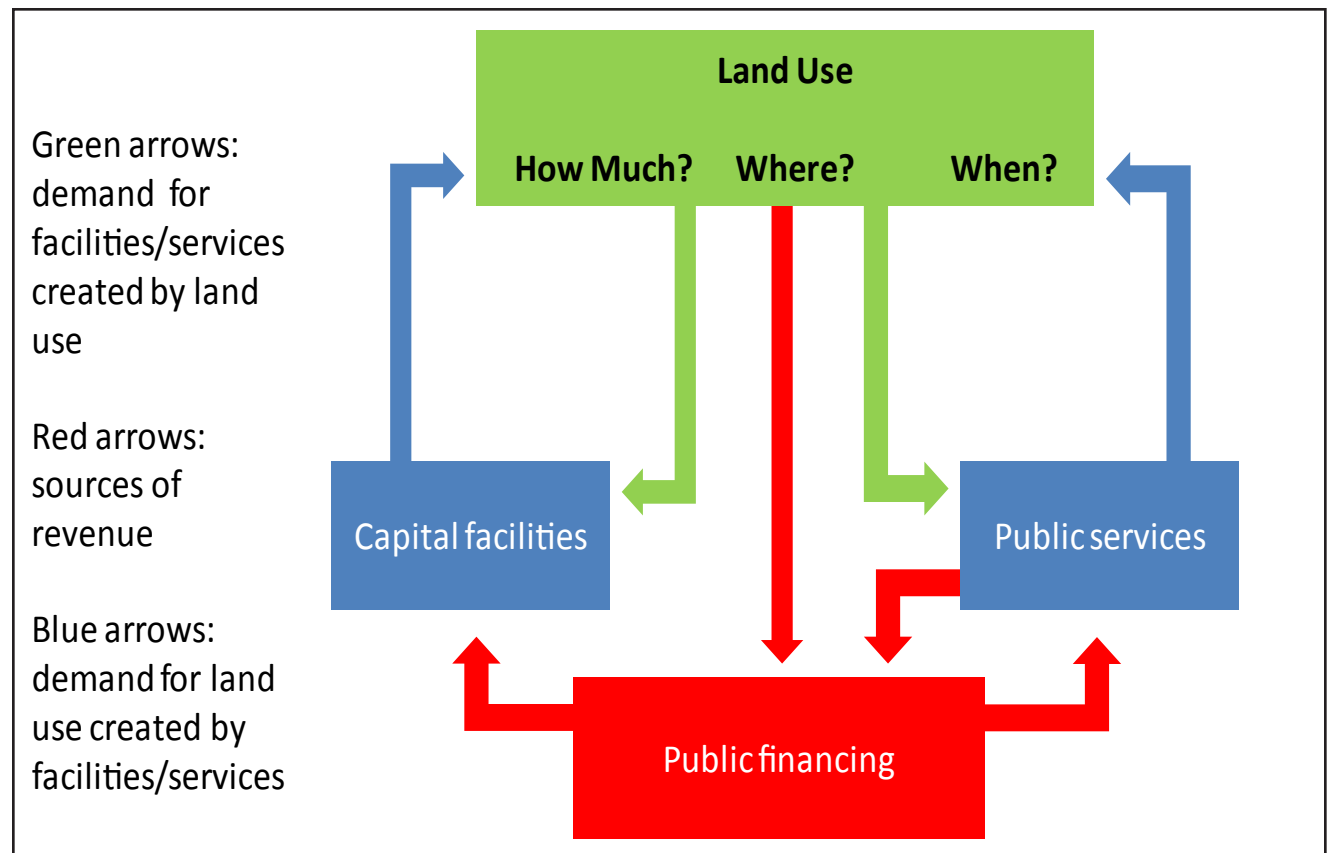 Land Use
How Much? Where? When?
Green arrows:
demand for
facilities/services
created by land
use
Red arrows:
sources of
revenue
Blue arrows:
demand for land
use created by
facilities/services
Capital facilities
Public services
Public financing